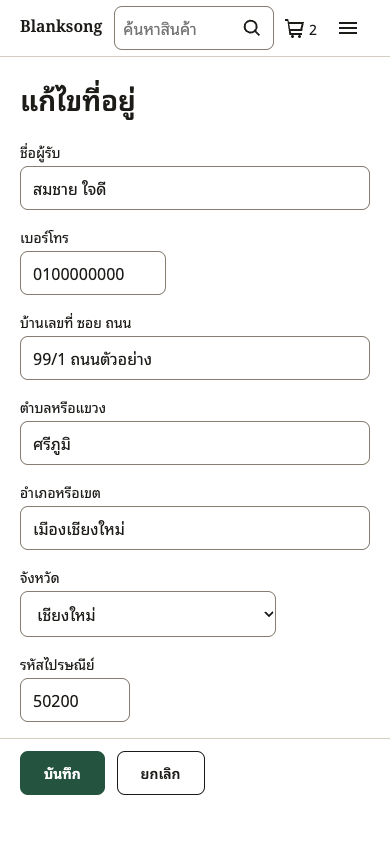 Blanksong
ค้นหาสินค้า
2
แก้ไขที่อยู่
ชื่อผู้รับ
สมชาย ใจดี
เบอร์โทร
0100000000
บ้านเลขที่ ซอย ถนน
99/1 ถนนตัวอย่าง
ตำบลหรือแขวง
ศรีภูมิ
อำเภอหรือเขต
เมืองเชียงใหม่
จังหวัด
เชียงใหม่
รหัสไปรษณีย์
50200
บันทึก
ยกเลิก